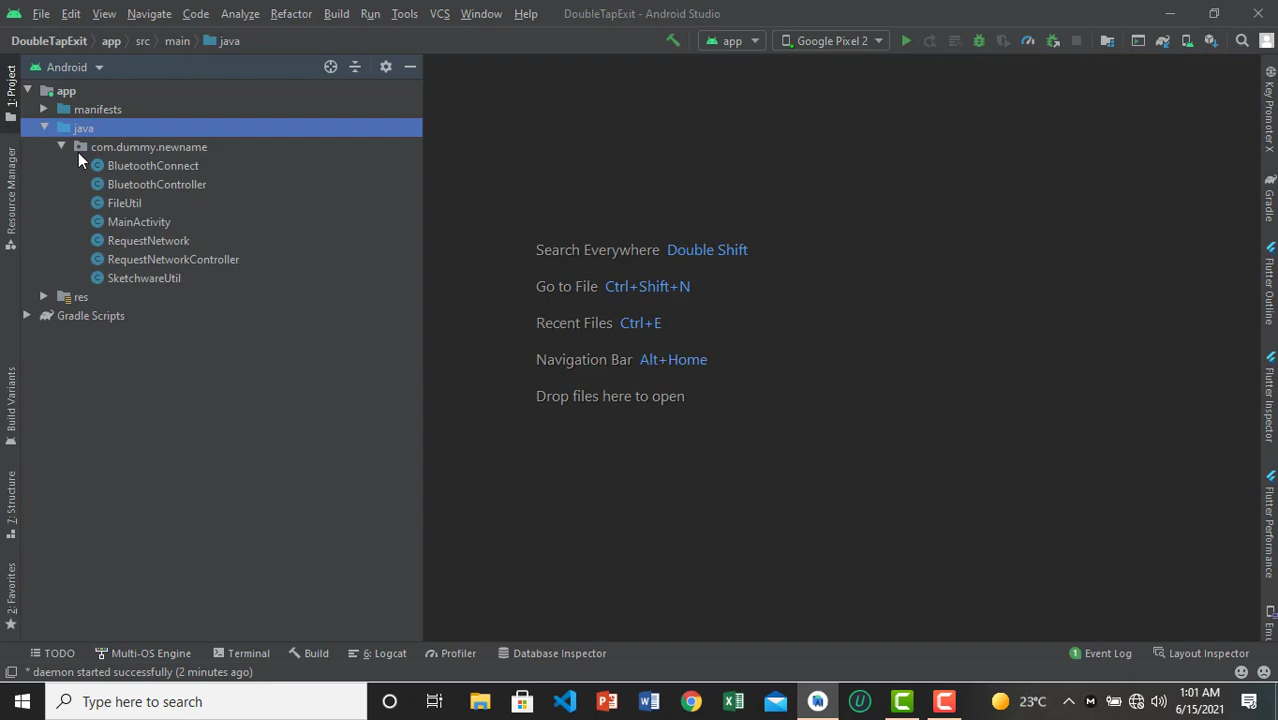 File Edit View Navigate Code Analyze Refactor Build Run Tools VCS Window Help DoubleTapExit - Android Studio
DoubleTapExit app src main java app Google Pixel 2
Android
app
manifests
java
com.dummy.newname
BluetoothConnect
BluetoothController
FileUtil
MainActivity
RequestNetwork
RequestNetworkController
SketchwareUtil
res
Gradle Scripts
1: Project
Resource Manager
Build Variants
7: Structure
2: Favorites
Search Everywhere Double Shift
Go to File Ctrl+Shift+N
Recent Files Ctrl+E
Navigation Bar Alt+Home
Drop files here to open
Key Promoter X
Gradle
Flutter Outline
Flutter Inspector
Flutter Performance
Emu
TODO Multi-OS Engine Terminal Build 6: Logcat Profiler Database Inspector 1 Event Log Layout Inspector
* daemon started successfully (2 minutes ago)
Type here to search
23°C
1:01 AM
6/15/2021